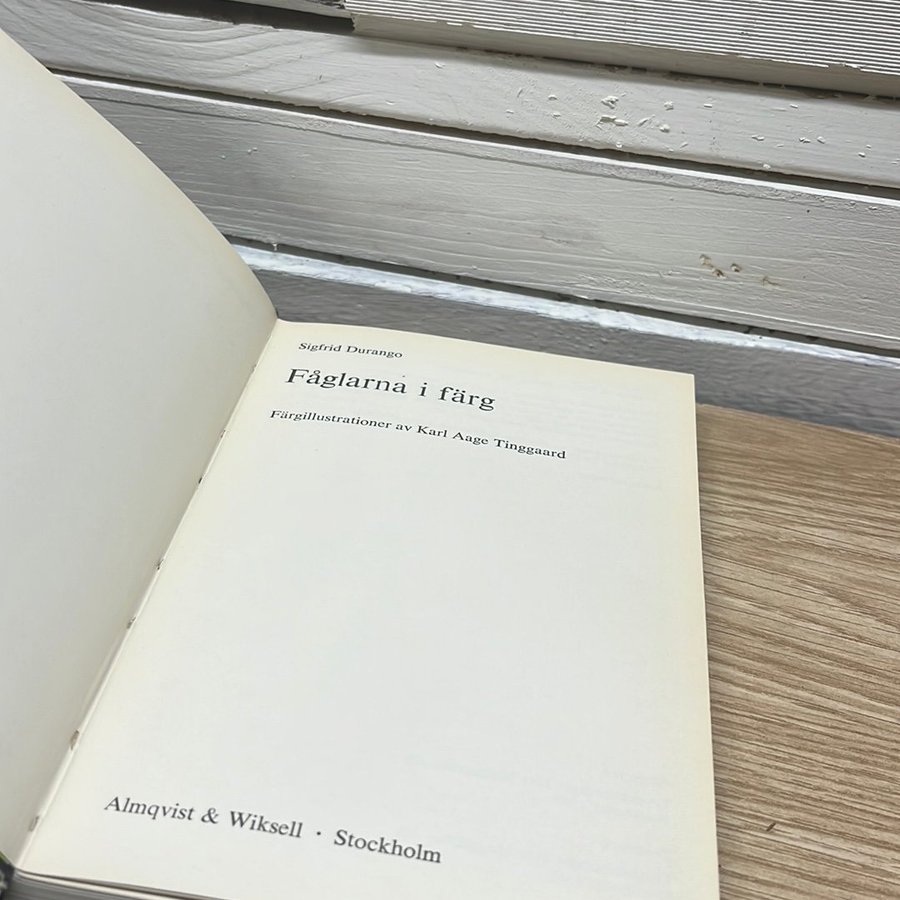 Sigfrid Durango
Fåglarna i färg
Färgillustrationer av Karl Aage Tinggaard
Almqvist & Wiksell · Stockholm